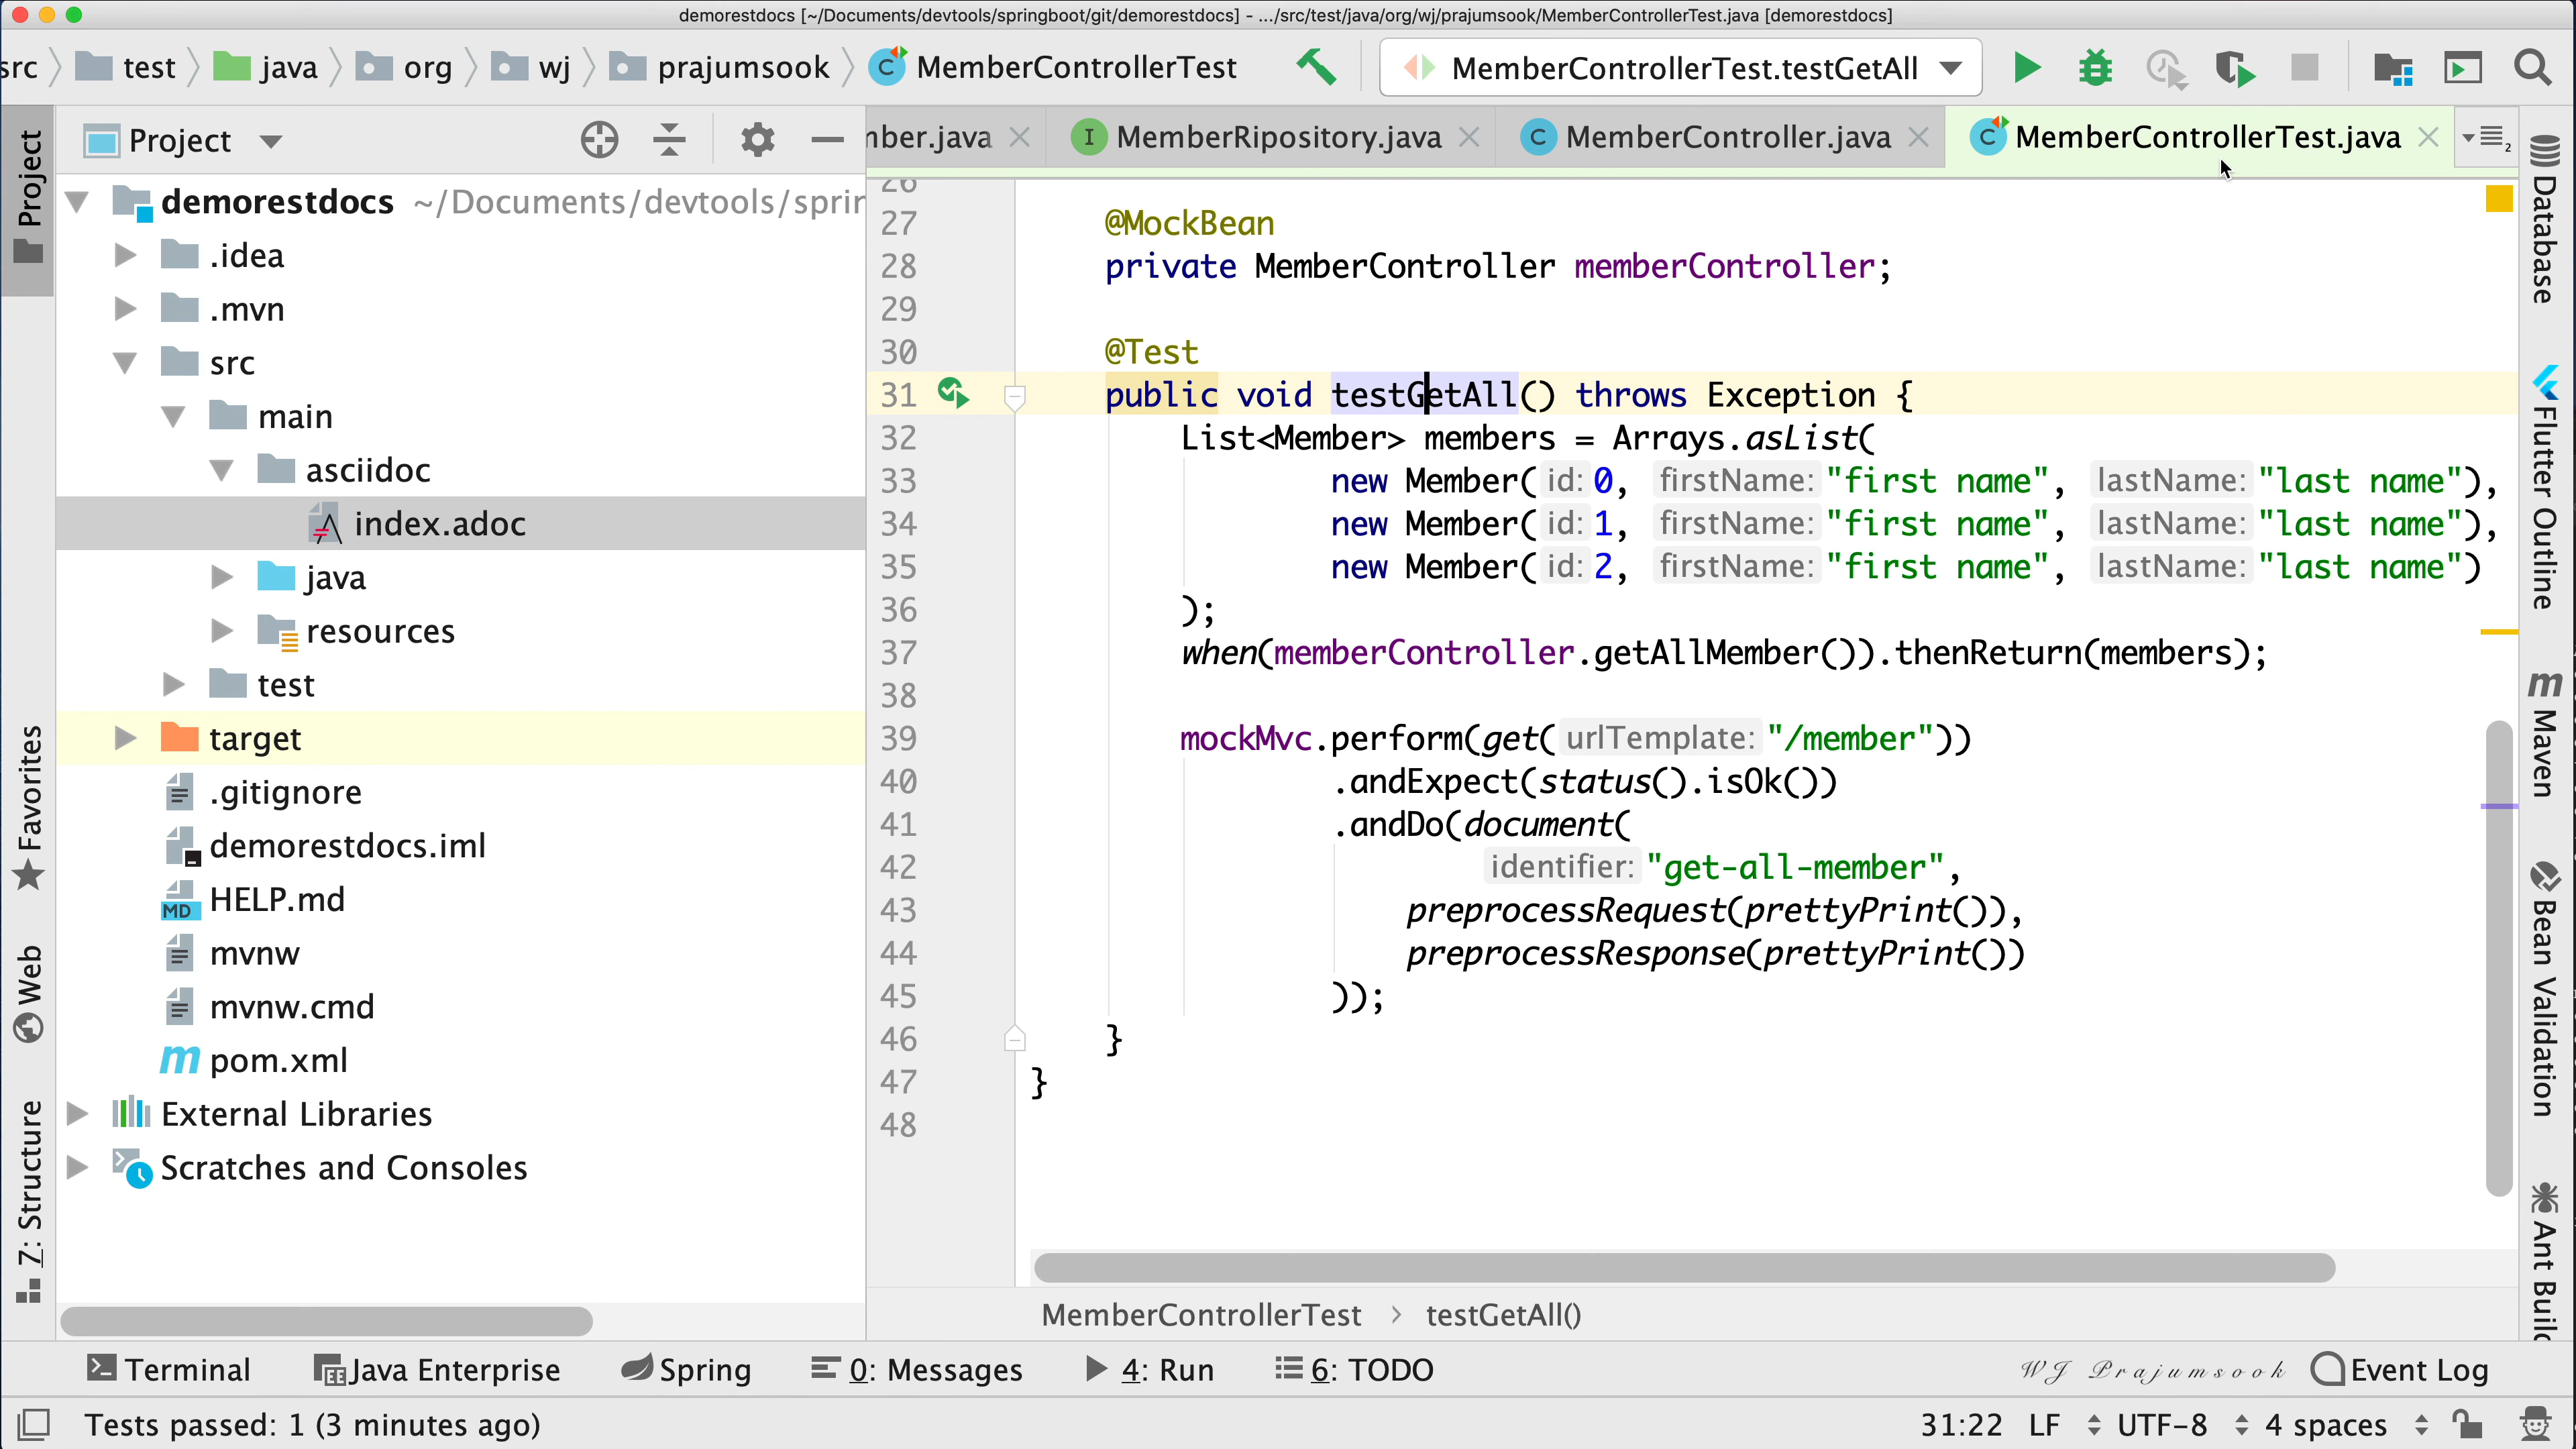 demorestdocs [~/Documents/devtools/springboot/git/demorestdocs] - .../src/test/java/org/wj/prajumsook/MemberControllerTest.java [demorestdocs]
src test java org wj prajumsook MemberControllerTest MemberControllerTest.testGetAll
Project
mber.java MemberRipository.java MemberController.java MemberControllerTest.java 2
demorestdocs ~/Documents/devtools/sprin
.idea
.mvn
src
main
asciidoc
index.adoc
java
resources
test
target
.gitignore
demorestdocs.iml
MD HELP.md
mvnw
mvnw.cmd
m pom.xml
External Libraries
Scratches and Consoles
26
27 @MockBean
28 private MemberController memberController;
29
30 @Test
31 public void testGetAll() throws Exception {
32 List<Member> members = Arrays.asList(
33 new Member( id: 0, firstName: "first name", lastName: "last name"),
34 new Member( id: 1, firstName: "first name", lastName: "last name"),
35 new Member( id: 2, firstName: "first name", lastName: "last name")
36 );
37 when(memberController.getAllMember()).thenReturn(members);
38
39 mockMvc.perform(get( urlTemplate: "/member"))
40 .andExpect(status().isOk())
41 .andDo(document(
42 identifier: "get-all-member",
43 preprocessRequest(prettyPrint()),
44 preprocessResponse(prettyPrint())
45 ));
46 }
47 }
48
MemberControllerTest > testGetAll()
Project
Favorites
Web
Z: Structure
Database
Flutter Outline
m Maven
Bean Validation
Ant Build
Terminal Java Enterprise Spring 0: Messages 4: Run 6: TODO WJ Prajumsook Event Log
Tests passed: 1 (3 minutes ago) 31:22 LF UTF-8 4 spaces